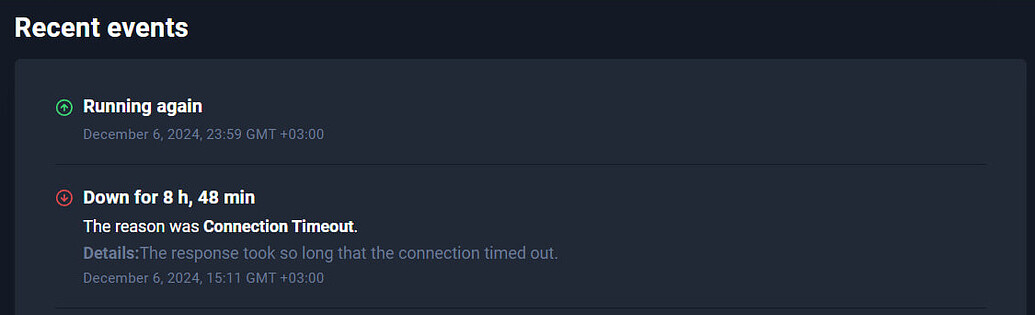 Recent events
Running again
December 6, 2024, 23:59 GMT +03:00
Down for 8 h, 48 min
The reason was Connection Timeout.
Details:The response took so long that the connection timed out.
December 6, 2024, 15:11 GMT +03:00